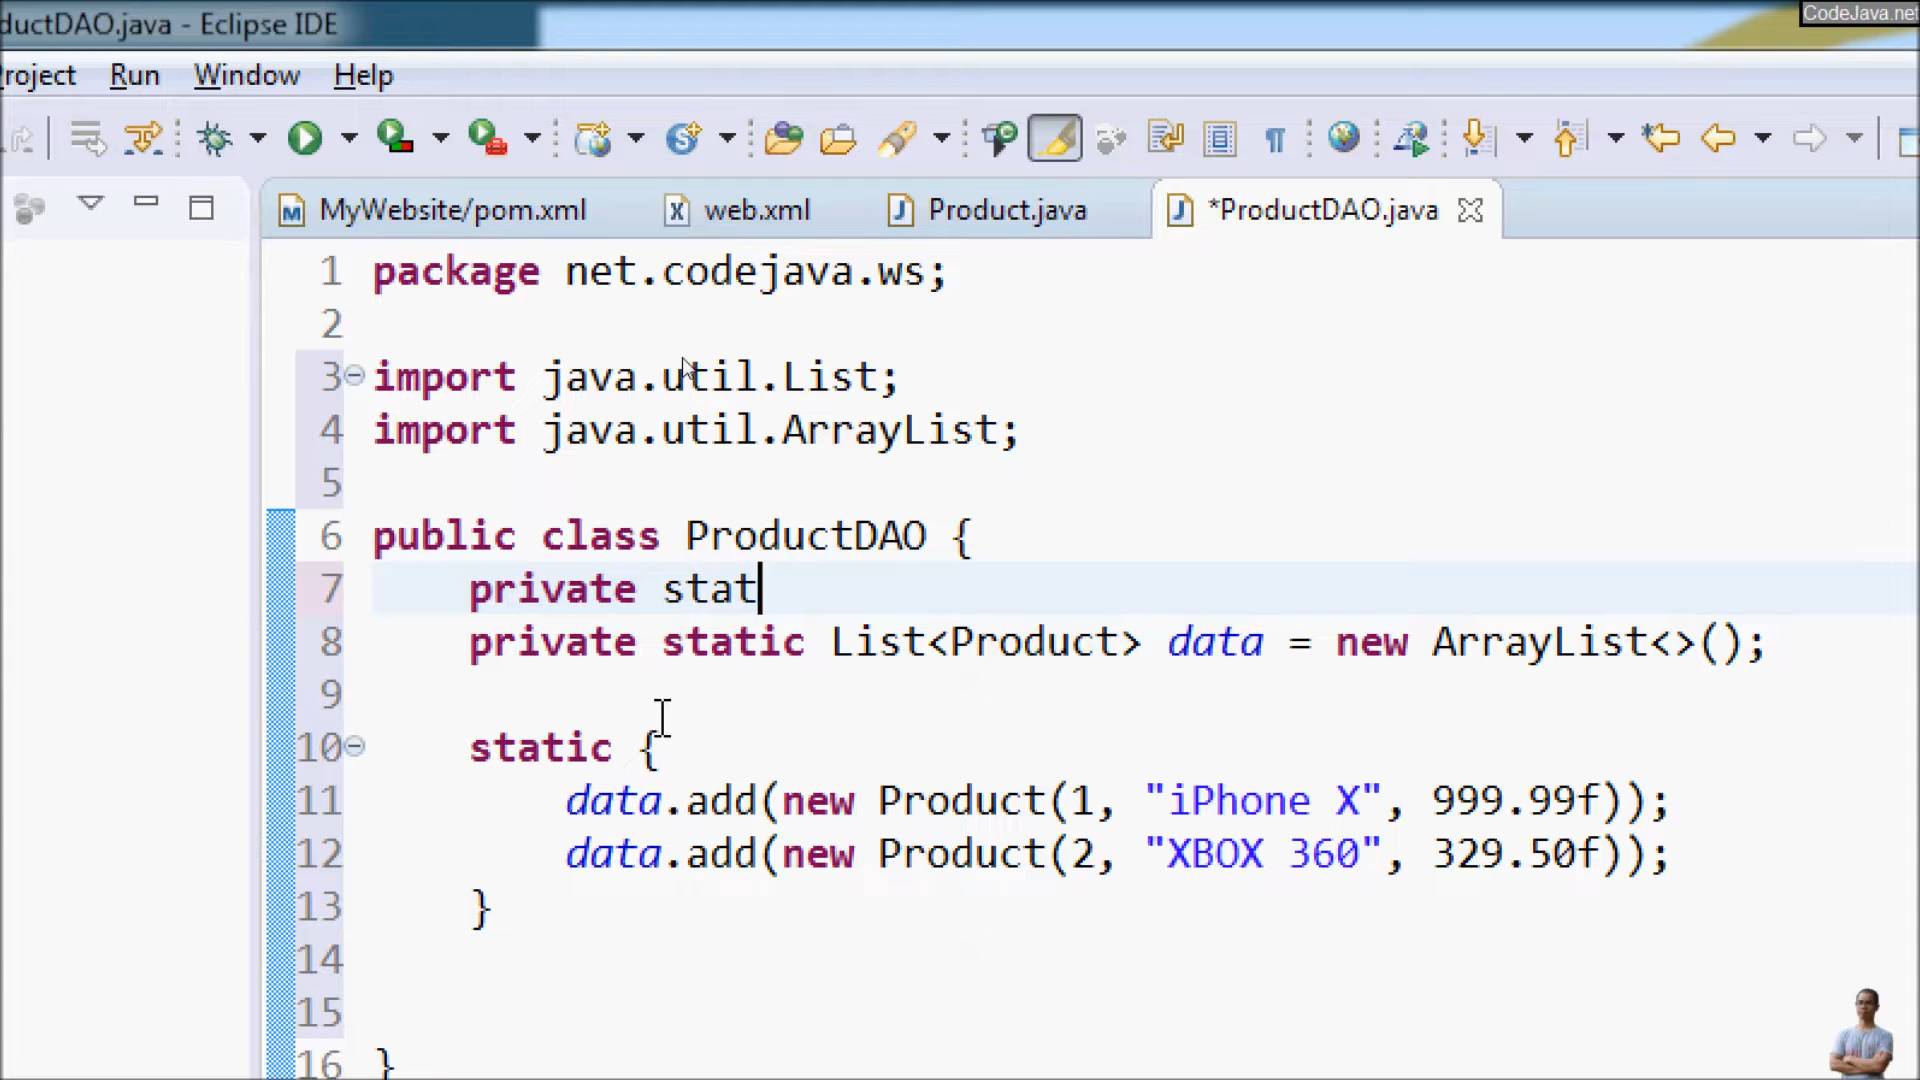 ductDAO.java - Eclipse IDE
CodeJava.net
roject Run Window Help
MyWebsite/pom.xml web.xml Product.java *ProductDAO.java
1 package net.codejava.ws;
2
3 import java.util.List;
4 import java.util.ArrayList;
5
6 public class ProductDAO {
7 private stat
8 private static List<Product> data = new ArrayList<>();
9
10 static {
11 data.add(new Product(1, "iPhone X", 999.99f));
12 data.add(new Product(2, "XBOX 360", 329.50f));
13 }
14
15
16 }